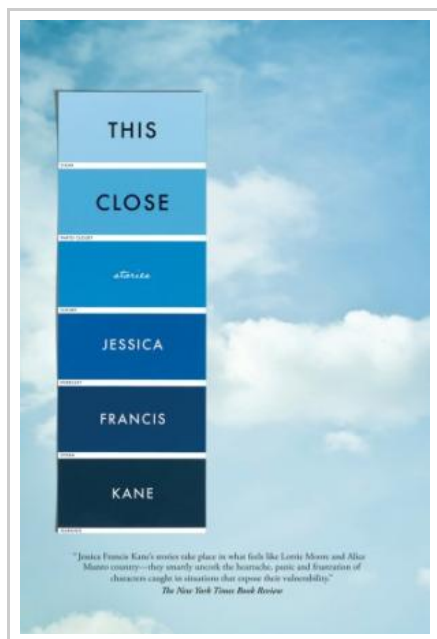 THIS
CLOSE
PARTLY CLOUDY
stories
JESSICA
FRANCIS
KANE
"Jessica Francis Kane's stories take place in what feels like Lorrie Moore and Alice
Munro country—they smartly uncork the heartache, panic and frustration of
characters caught in situations that expose their vulnerability."
The New York Times Book Review